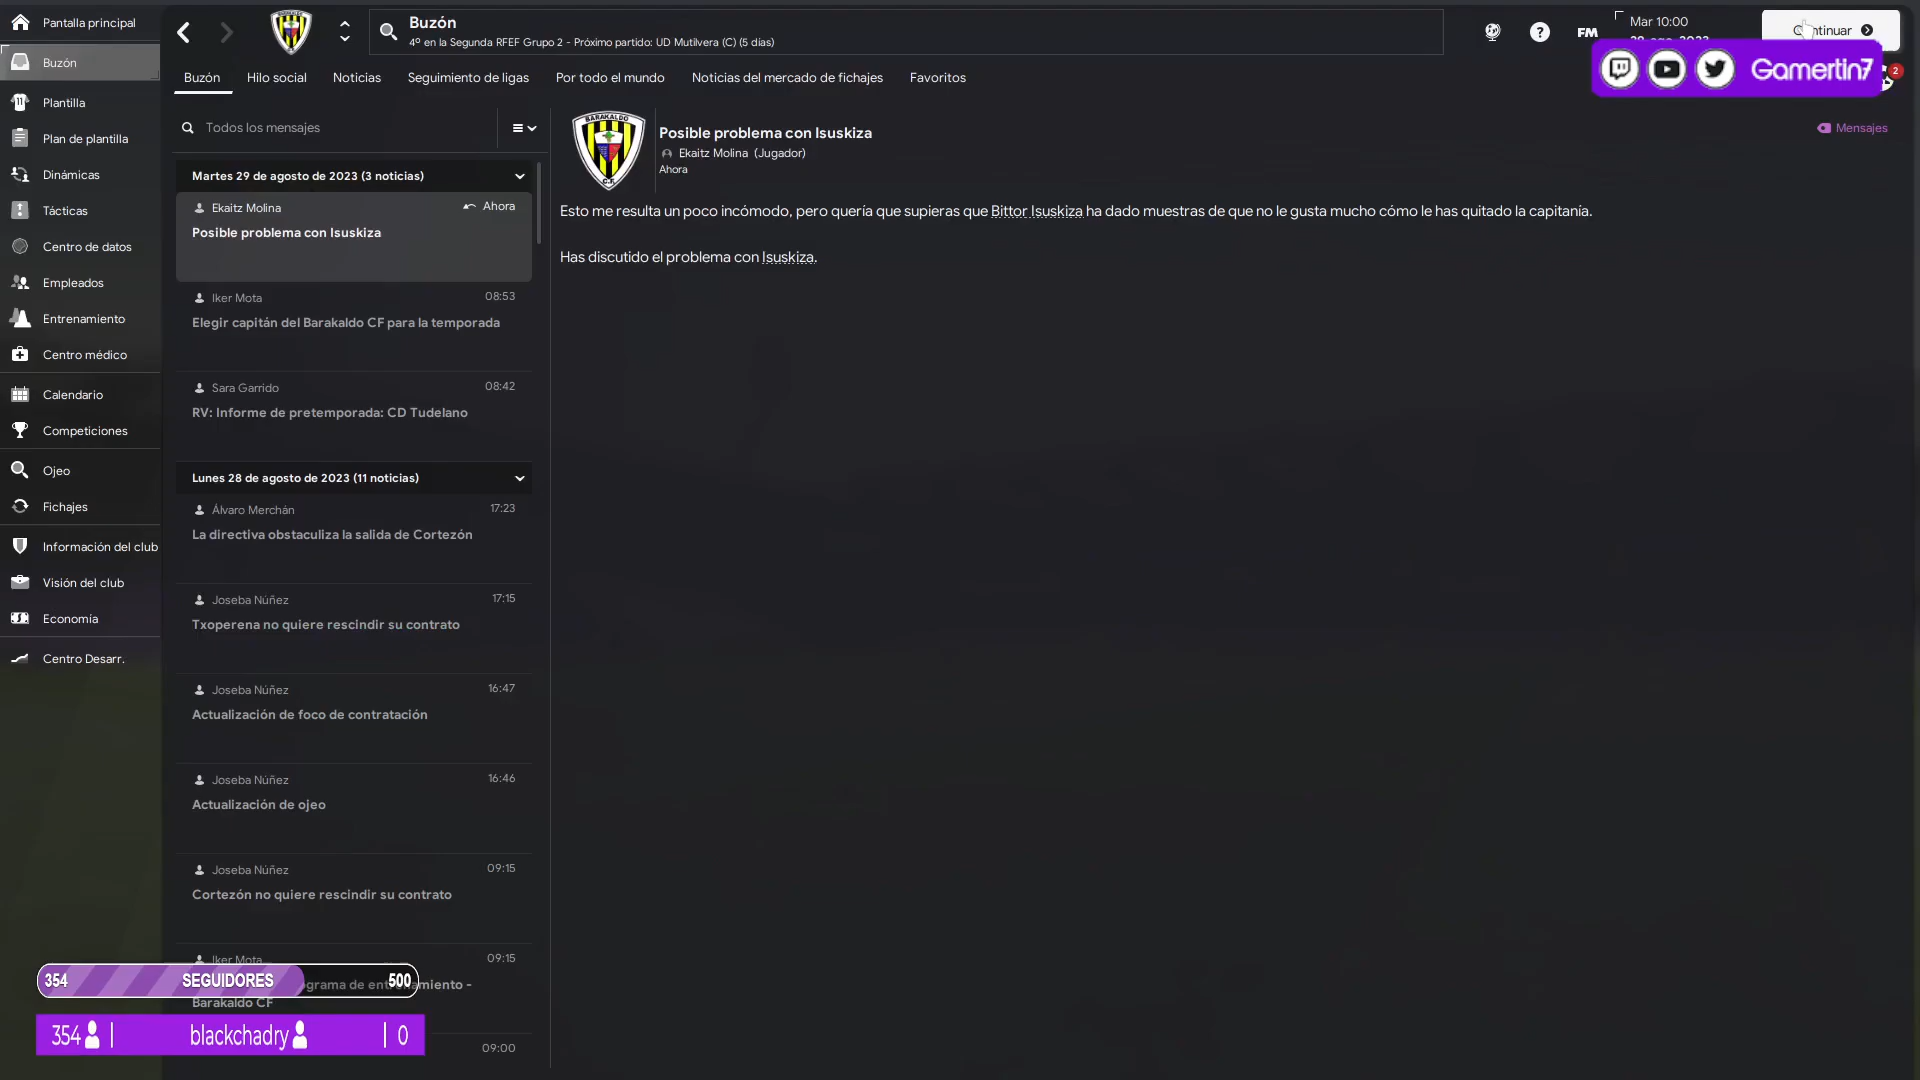 Pantalla principal
Buzón
Plantilla
Plan de plantilla
Dinámicas
Tácticas
Centro de datos
Empleados
Entrenamiento
Centro médico
Calendario
Competiciones
Ojeo
Fichajes
Información del club
Visión del club
Economía
Centro Desarr.
Buzón
4º en la Segunda RFEF Grupo 2 - Próximo partido: UD Mutilvera (C) (5 días)
FM
Mar 10:00
Gamertin7
2
Buzón
Hilo social
Noticias
Seguimiento de ligas
Por todo el mundo
Noticias del mercado de fichajes
Favoritos
Todos los mensajes
Martes 29 de agosto de 2023 (3 noticias)
Ekaitz Molina
Ahora
Posible problema con Isuskiza
Iker Mota
08:53
Elegir capitán del Barakaldo CF para la temporada
Sara Garrido
08:42
RV: Informe de pretemporada: CD Tudelano
Lunes 28 de agosto de 2023 (11 noticias)
Álvaro Merchán
17:23
La directiva obstaculiza la salida de Cortezón
Joseba Núñez
17:15
Txoperena no quiere rescindir su contrato
Joseba Núñez
16:47
Actualización de foco de contratación
Joseba Núñez
16:46
Actualización de ojeo
Joseba Núñez
09:15
Cortezón no quiere rescindir su contrato
Iker Mota
09:15
Barakaldo CF
09:00
354 SEGUIDORES 500
354 blackchadry 0
BARAKALDO
C.F.
Posible problema con Isuskiza
Ekaitz Molina (Jugador)
Ahora
Mensajes
Esto me resulta un poco incómodo, pero quería que supieras que Bittor Isuskiza ha dado muestras de que no le gusta mucho cómo le has quitado la capitanía.
Has discutido el problema con Isuskiza.